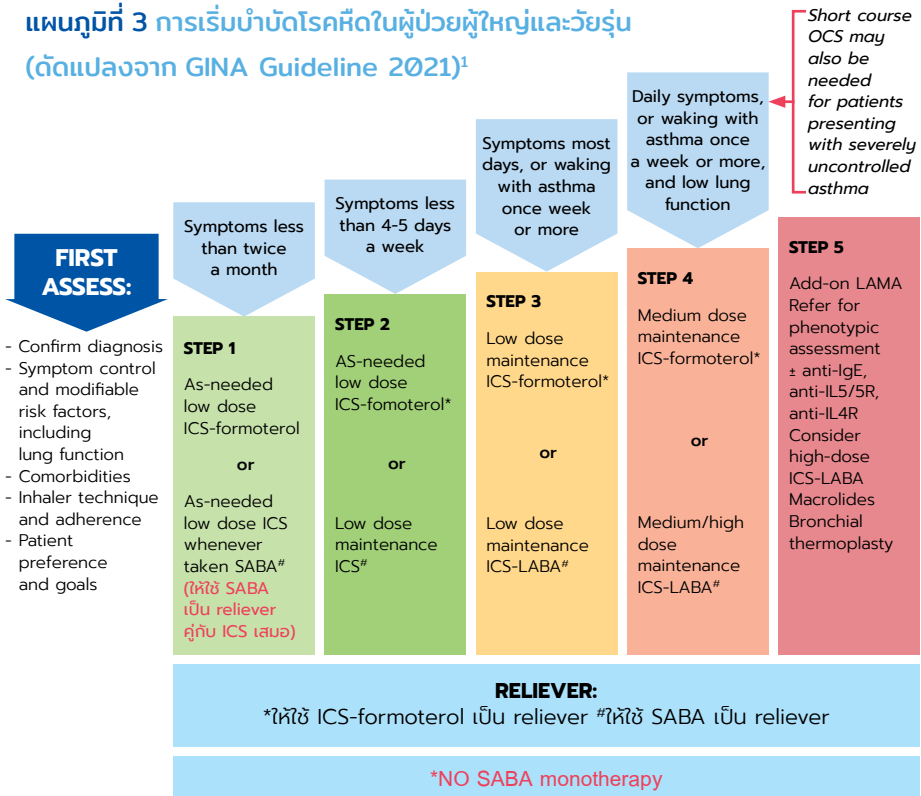 แผนภูมิที่ 3 การเริ่มบำบัดโรคหืดในผู้ป่วยผู้ใหญ่และวัยรุ่น
(ดัดแปลงจาก GINA Guideline 2021)¹
Short course
OCS may
also be
needed
for patients
presenting
with severely
uncontrolled
asthma
FIRST
ASSESS:
- Confirm diagnosis
- Symptom control
and modifiable
risk factors,
including
lung function
- Comorbidities
- Inhaler technique
and adherence
- Patient
preference
and goals
Symptoms less
than twice
a month
STEP 1
As-needed
low dose
ICS-formoterol
or
As-needed
low dose ICS
whenever
taken SABA#
(ให้ใช้ SABA
เป็น reliever
คู่กับ ICS เสมอ)
Symptoms less
than 4-5 days
a week
STEP 2
AS-needed
low dose
ICS-fomoterol*
or
Low dose
maintenance
ICS#
Symptoms most
days, or waking
with asthma
once week
or more
STEP 3
Low dose
maintenance
ICS-formoterol*
or
Low dose
maintenance
ICS-LABA#
Daily symptoms,
or waking with
asthma once
a week or more,
and low lung
function
STEP 4
Medium dose
maintenance
ICS-formoterol*
or
Medium/high
dose
maintenance
ICS-LABA#
STEP 5
Add-on LAMA
Refer for
phenotypic
assessment
± anti-IgE,
anti-IL5/5R,
anti-IL4R
Consider
high-dose
ICS-LABA
Macrolides
Bronchial
thermoplasty
RELIEVER:
*ให้ใช้ ICS-formoterol เป็น reliever #ให้ใช้ SABA เป็น reliever
*NO SABA monotherapy